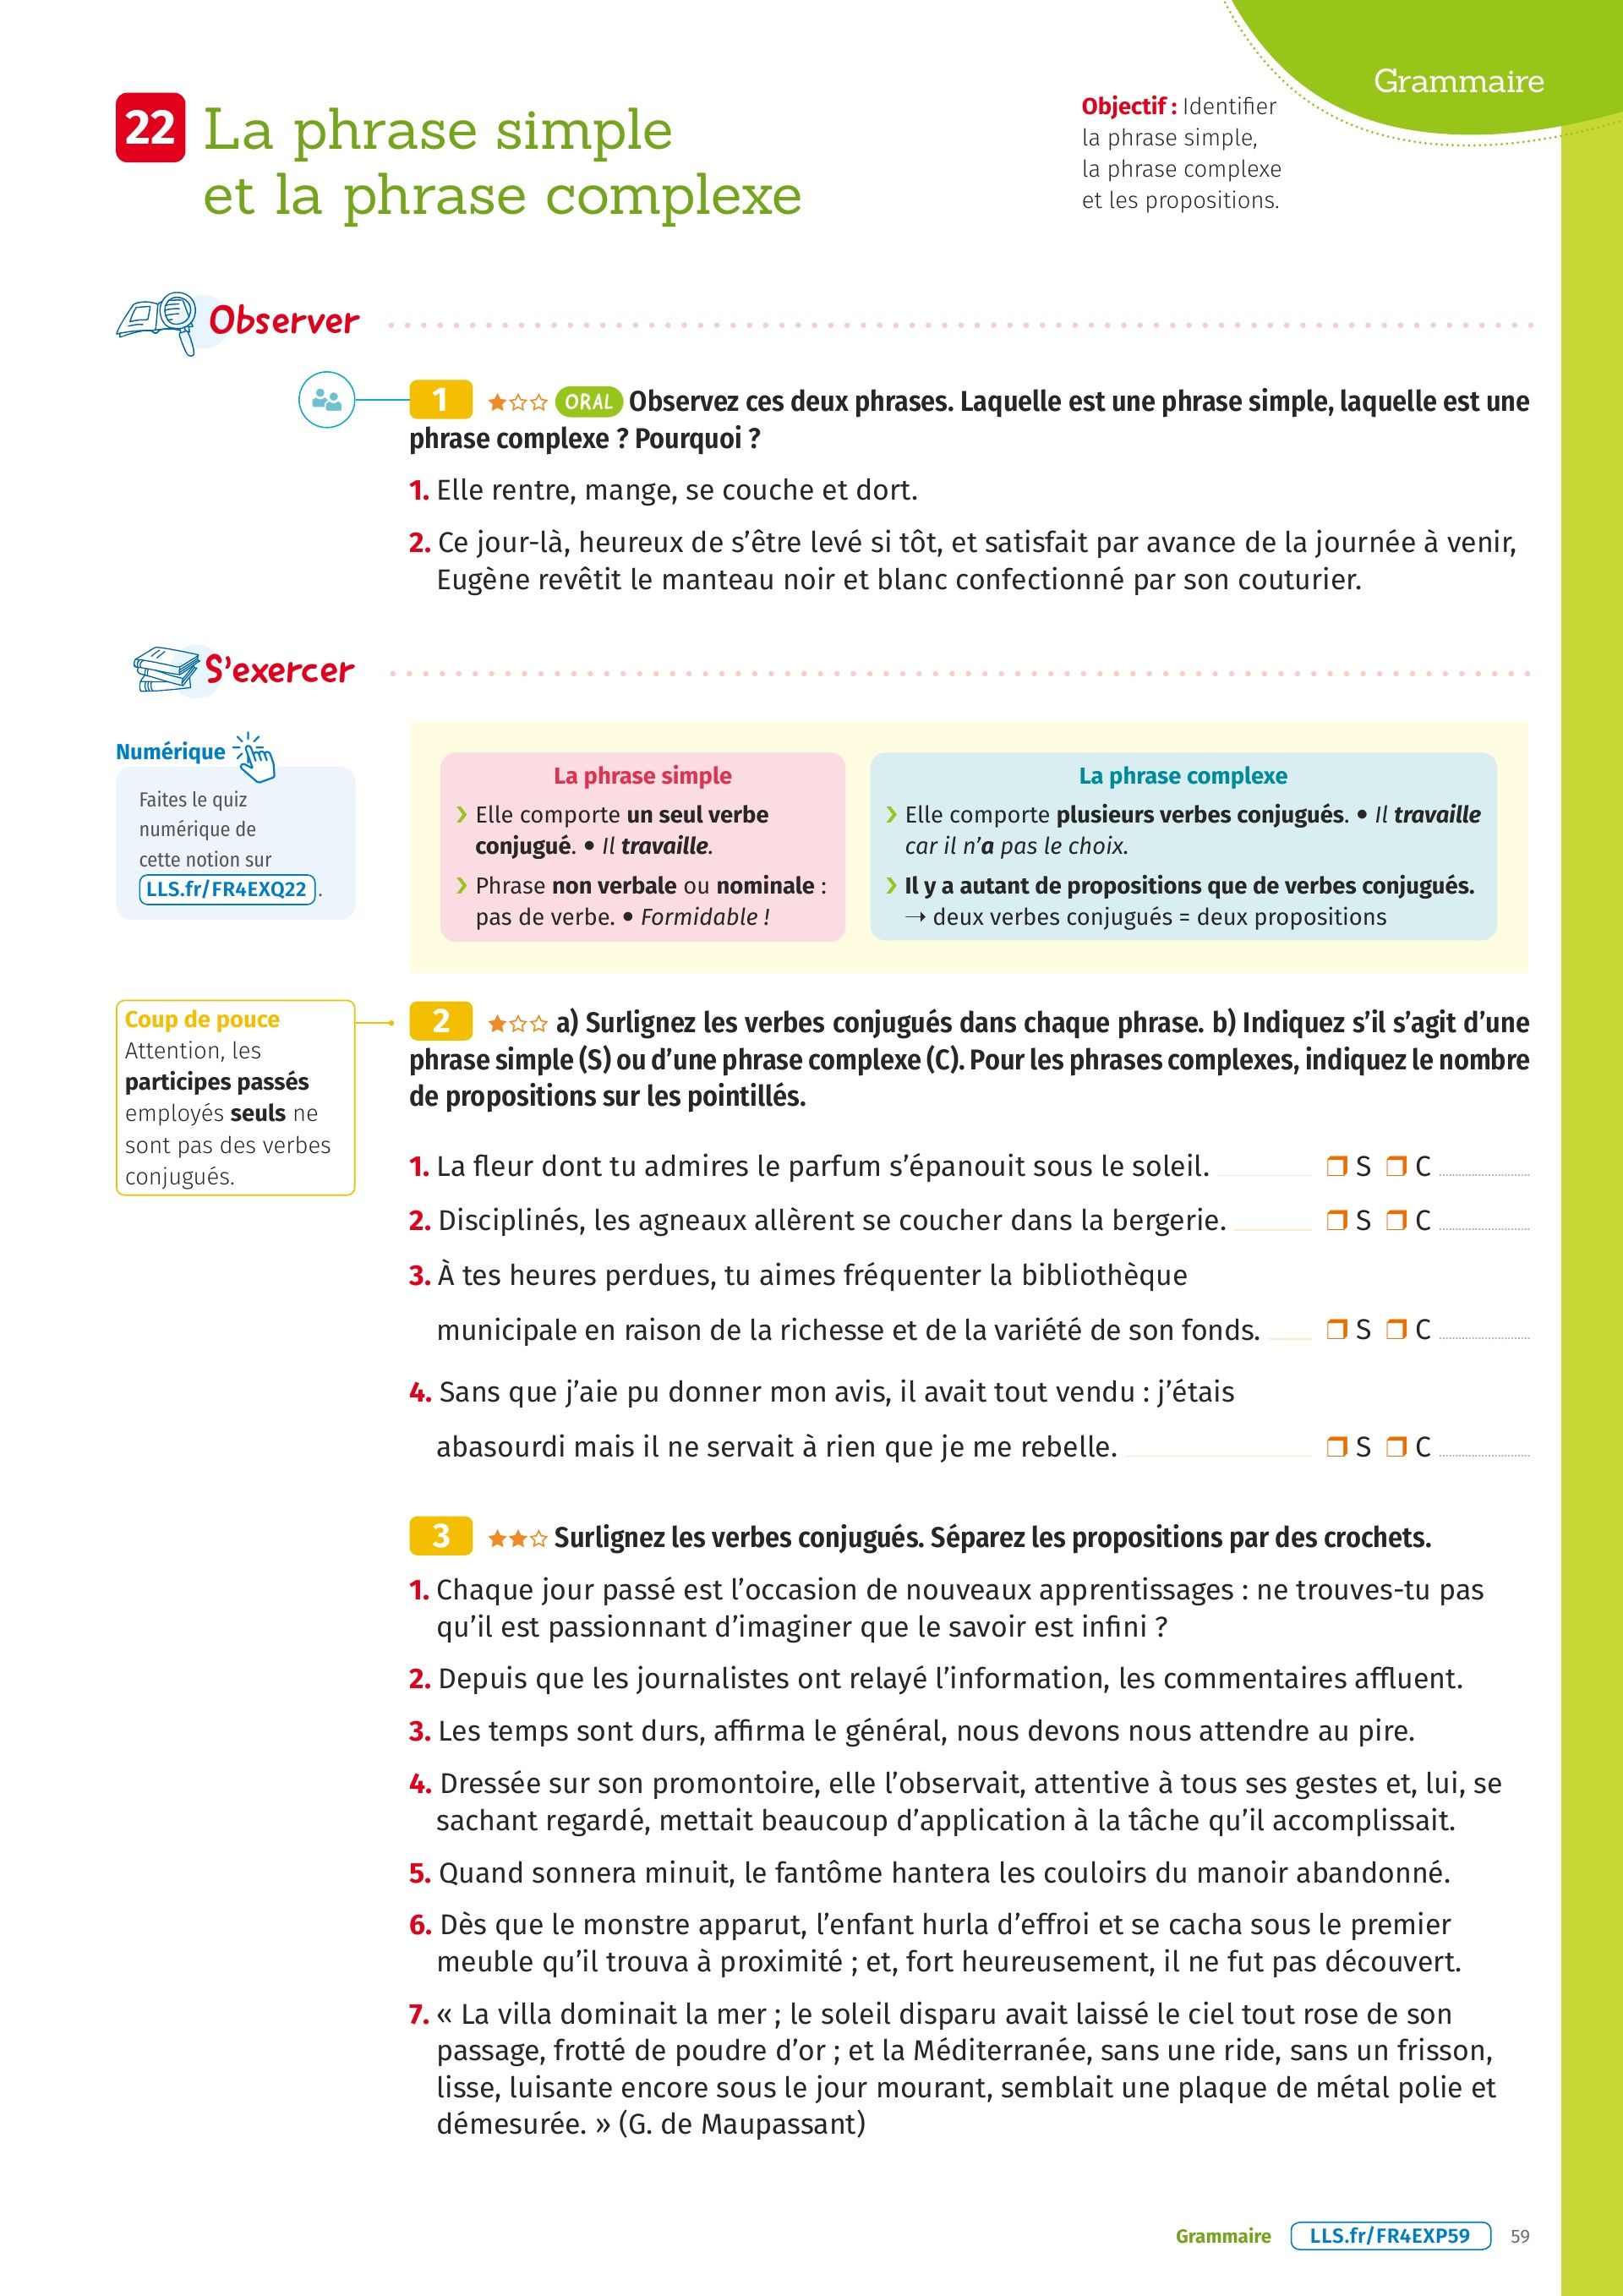 Grammaire
22 La phrase simple
et la phrase complexe
Objectif : Identifier
la phrase simple,
la phrase complexe
et les propositions.
Observer
1 ORAL Observez ces deux phrases. Laquelle est une phrase simple, laquelle est une
phrase complexe ? Pourquoi ?
1. Elle rentre, mange, se couche et dort.
2. Ce jour-là, heureux de s’être levé si tôt, et satisfait par avance de la journée à venir,
Eugène revêtit le manteau noir et blanc confectionné par son couturier.
S’exercer
Numérique
Faites le quiz
numérique de
cette notion sur
LLS.fr/FR4EXQ22 .
La phrase simple
› Elle comporte un seul verbe
conjugué. • Il travaille.
› Phrase non verbale ou nominale :
pas de verbe. • Formidable !
La phrase complexe
› Elle comporte plusieurs verbes conjugués. • Il travaille
car il n’a pas le choix.
› Il y a autant de propositions que de verbes conjugués.
→ deux verbes conjugués = deux propositions
Coup de pouce
Attention, les
participes passés
employés seuls ne
sont pas des verbes
conjugués.
2 a) Surlignez les verbes conjugués dans chaque phrase. b) Indiquez s’il s’agit d’une
phrase simple (S) ou d’une phrase complexe (C). Pour les phrases complexes, indiquez le nombre
de propositions sur les pointillés.
1. La fleur dont tu admires le parfum s’épanouit sous le soleil. ❒ S ❒ C
2. Disciplinés, les agneaux allèrent se coucher dans la bergerie. ❒ S ❒ C
3. À tes heures perdues, tu aimes fréquenter la bibliothèque
municipale en raison de la richesse et de la variété de son fonds. ❒ S ❒ C
4. Sans que j’aie pu donner mon avis, il avait tout vendu : j’étais
abasourdi mais il ne servait à rien que je me rebelle. ❒ S ❒ C
3 Surlignez les verbes conjugués. Séparez les propositions par des crochets.
1. Chaque jour passé est l’occasion de nouveaux apprentissages : ne trouves-tu pas
qu’il est passionnant d’imaginer que le savoir est infini ?
2. Depuis que les journalistes ont relayé l’information, les commentaires affluent.
3. Les temps sont durs, affirma le général, nous devons nous attendre au pire.
4. Dressée sur son promontoire, elle l’observait, attentive à tous ses gestes et, lui, se
sachant regardé, mettait beaucoup d’application à la tâche qu’il accomplissait.
5. Quand sonnera minuit, le fantôme hantera les couloirs du manoir abandonné.
6. Dès que le monstre apparut, l’enfant hurla d’effroi et se cacha sous le premier
meuble qu’il trouva à proximité ; et, fort heureusement, il ne fut pas découvert.
7. « La villa dominait la mer ; le soleil disparu avait laissé le ciel tout rose de son
passage, frotté de poudre d’or ; et la Méditerranée, sans une ride, sans un frisson,
lisse, luisante encore sous le jour mourant, semblait une plaque de métal polie et
démesurée. » (G. de Maupassant)
Grammaire LLS.fr/FR4EXP59 59